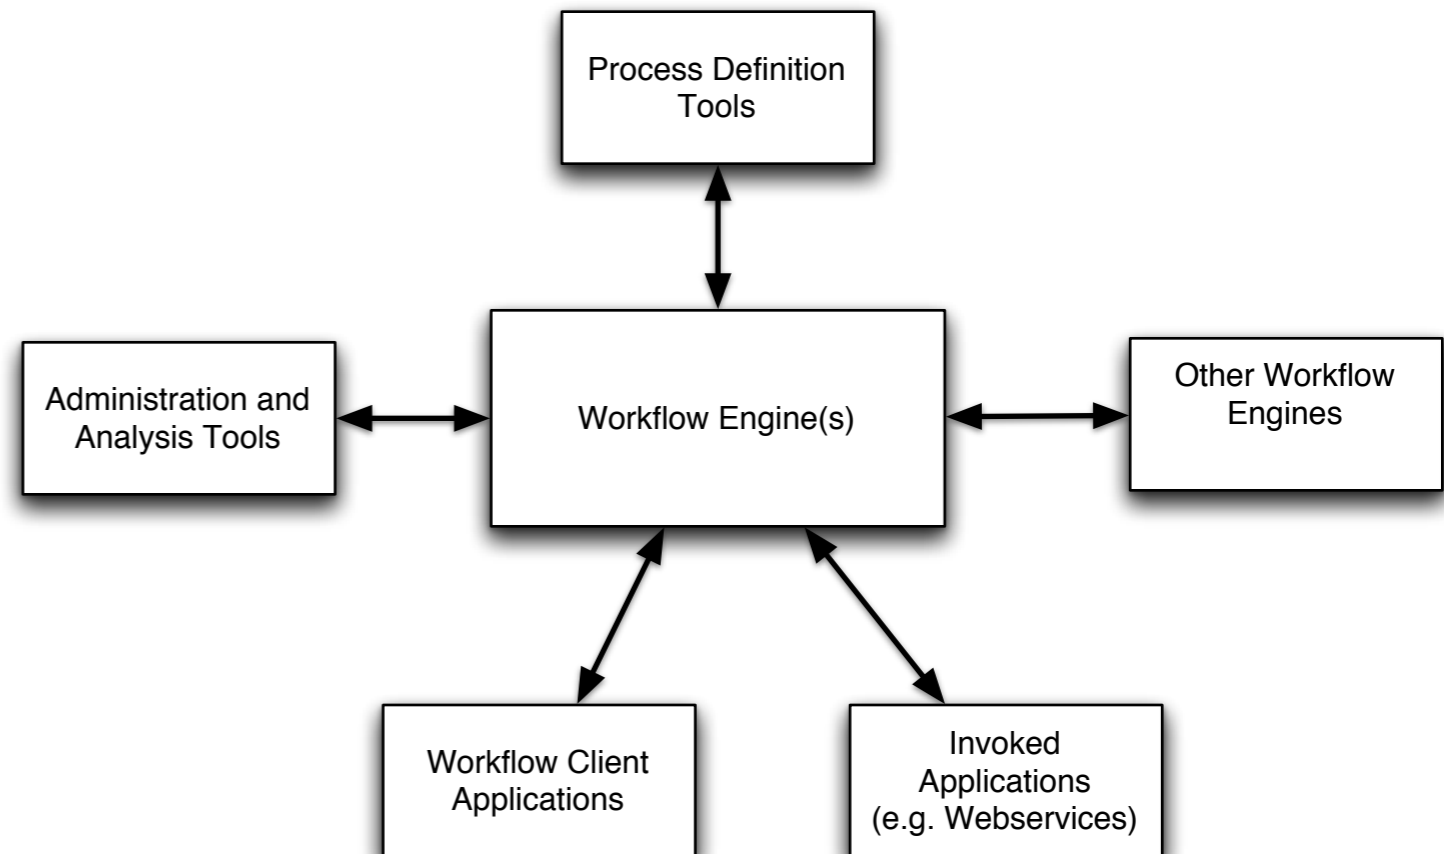 Process Definition
Tools
Administration and
Analysis Tools
Workflow Engine(s)
Other Workflow
Engines
Workflow Client
Applications
Invoked
Applications
(e.g. Webservices)